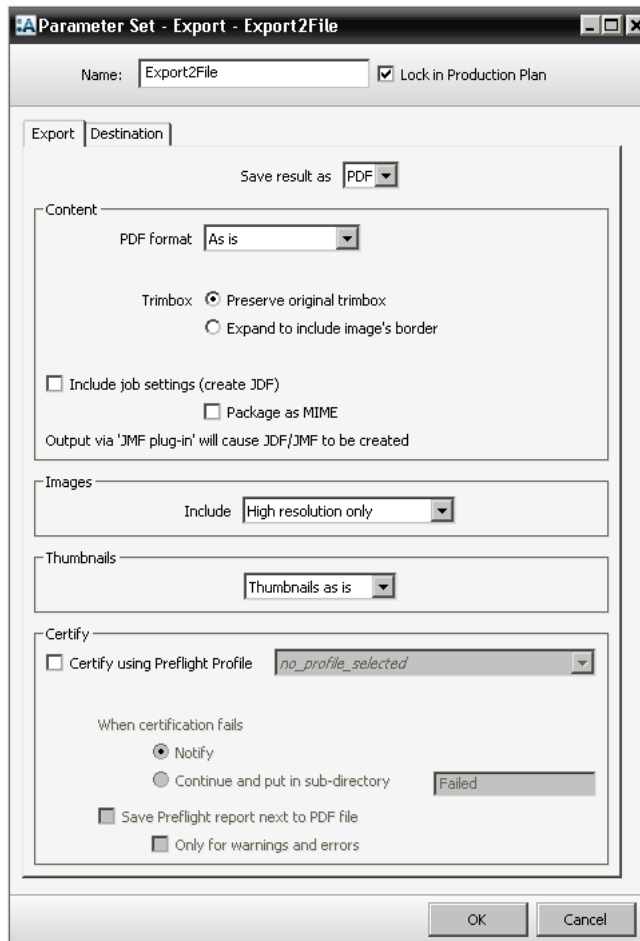 :A Parameter Set - Export - Export2File
Name: Export2File Lock in Production Plan
Export Destination
Save result as PDF
Content
PDF format As is
Trimbox Preserve original trimbox
Expand to include image's border
Include job settings (create JDF)
Package as MIME
Output via 'JMF plug-in' will cause JDF/JMF to be created
Images
Include High resolution only
Thumbnails
Thumbnails as is
Certify
Certify using Preflight Profile no_profile_selected
When certification fails
Notify
Continue and put in sub-directory Failed
Save Preflight report next to PDF file
Only for warnings and errors
OK Cancel